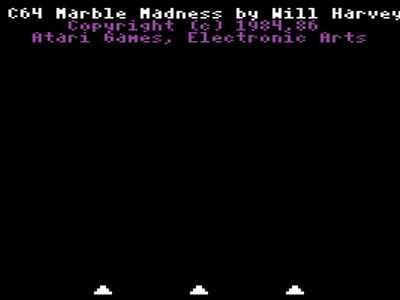 C64 Marble Madness by Will Harvey
Copyright (c) 1984,86
Atari Games, Electronic Arts